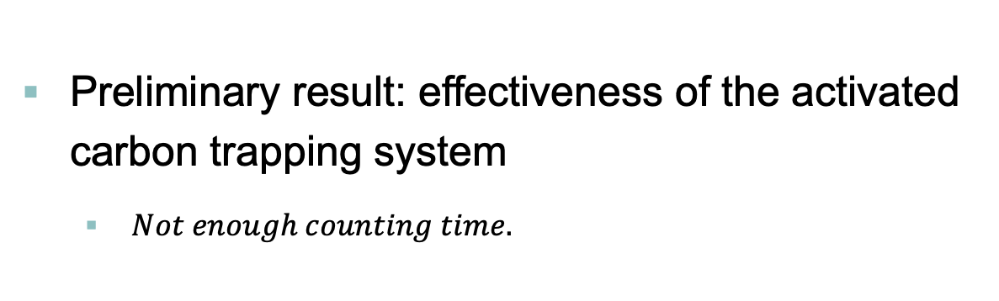 Preliminary result: effectiveness of the activated
carbon trapping system
Not enough counting time.